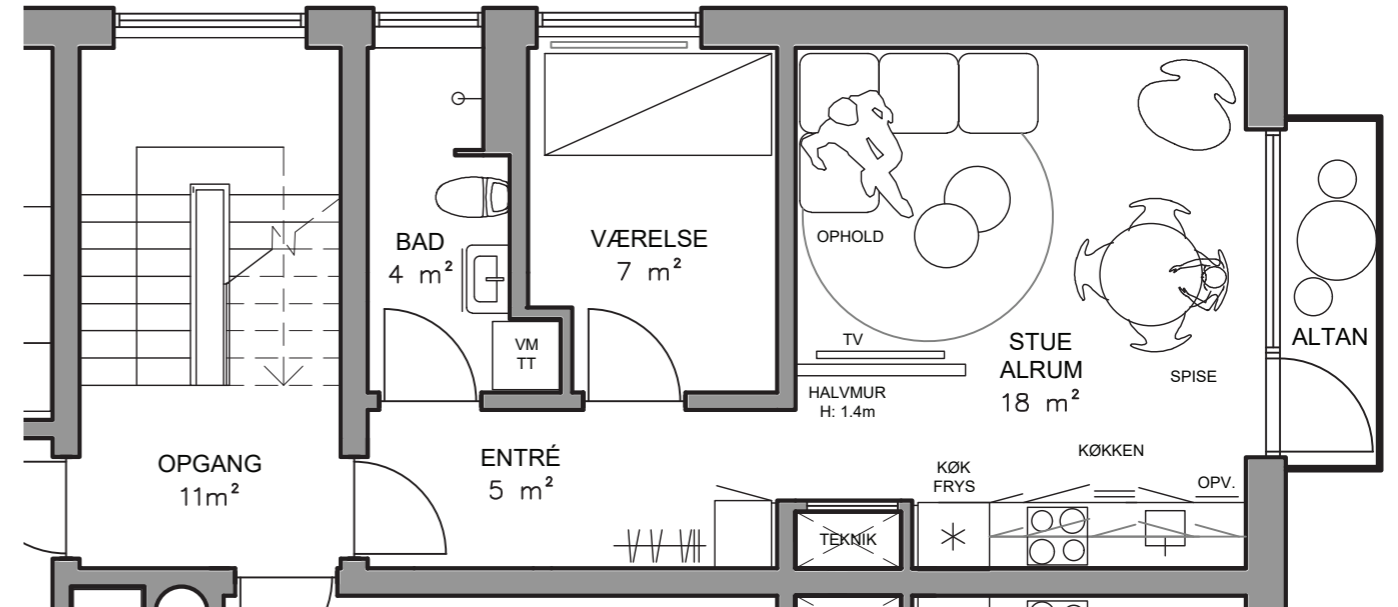 BAD
4 m²
VÆRELSE
7 m²
OPHOLD
VM
TT
TV
HALVMUR
H: 1.4m
STUE
ALRUM
18 m²
SPISE
ALTAN
OPGANG
11m²
ENTRÉ
5 m²
KØK
FRYS
KØKKEN
OPV.
TEKNIK